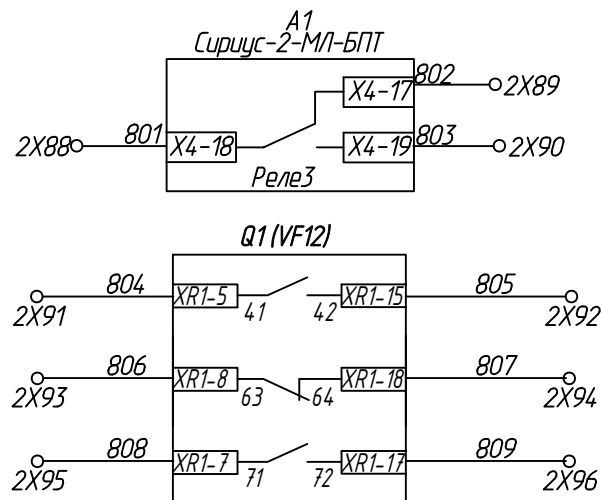 A1
Сириус-2-МЛ-БПТ
802
X4-17
2X89
801
803
2X88
X4-18
X4-19
2X90
Реле3
Q1 (VF12)
804
805
XR1-5
XR1-15
2X91
41
42
2X92
806
807
XR1-8
XR1-18
2X93
63
64
2X94
808
809
XR1-7
XR1-17
2X95
71
72
2X96